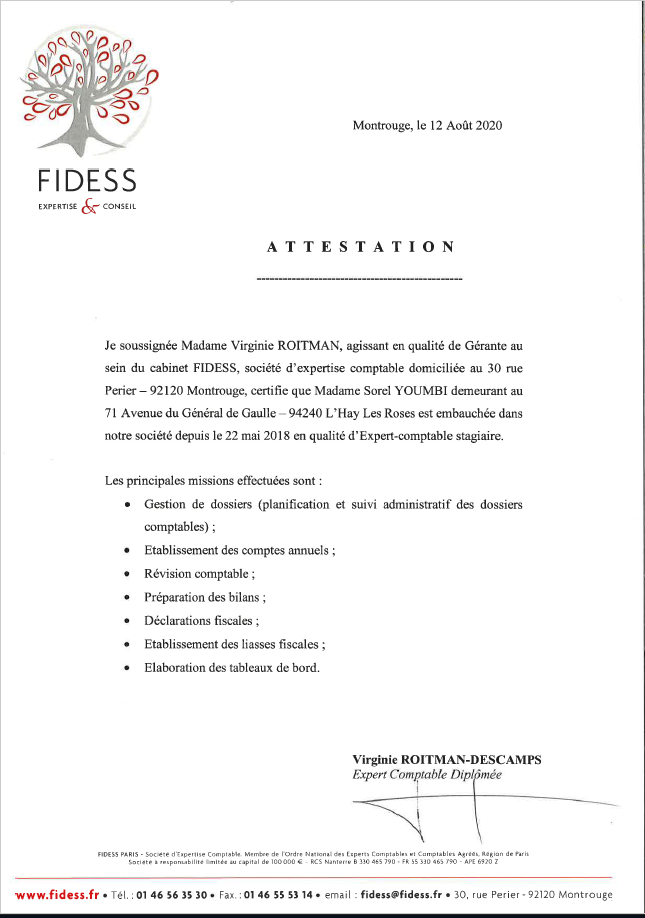 Montrouge, le 12 Août 2020
FIDESS
EXPERTISE & CONSEIL
A T T E S T A T I O N
------------------------------------------------
Je soussignée Madame Virginie ROITMAN, agissant en qualité de Gérante au
sein du cabinet FIDESS, société d'expertise comptable domiciliée au 30 rue
Perier – 92120 Montrouge, certifie que Madame Sorel YOUMBI demeurant au
71 Avenue du Général de Gaulle – 94240 L'Hay Les Roses est embauchée dans
notre société depuis le 22 mai 2018 en qualité d'Expert-comptable stagiaire.
Les principales missions effectuées sont :
• Gestion de dossiers (planification et suivi administratif des dossiers
comptables) ;
• Etablissement des comptes annuels ;
• Révision comptable ;
• Préparation des bilans ;
• Déclarations fiscales ;
• Etablissement des liasses fiscales ;
• Elaboration des tableaux de bord.
Virginie ROITMAN-DESCAMPS
Expert Comptable Diplômée
FIDESS PARIS - Société d'Expertise Comptable. Membre de l'Ordre National des Experts Comptables et Comptables Agréés, Région de Paris
Société à responsabilité limitée au capital de 100 000 € - RCS Nanterre B 330 465 790 - FR 55 330 465 790 - APE 6920 Z
www.fidess.fr • Tél. : 01 46 56 35 30 • Fax. : 01 46 55 53 14 • email : fidess@fidess.fr • 30, rue Perier - 92120 Montrouge